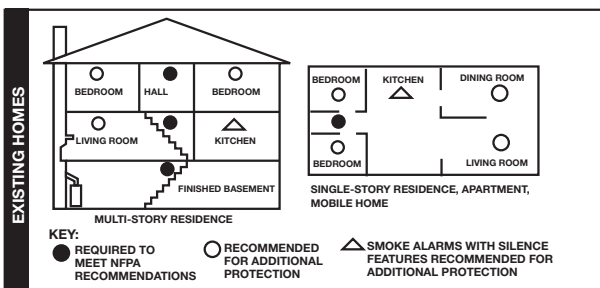 EXISTING HOMES
BEDROOM
HALL
BEDROOM
LIVING ROOM
KITCHEN
FINISHED BASEMENT
MULTI-STORY RESIDENCE
BEDROOM
KITCHEN
DINING ROOM
BEDROOM
LIVING ROOM
SINGLE-STORY RESIDENCE, APARTMENT,
MOBILE HOME
KEY:
REQUIRED TO
MEET NFPA
RECOMMENDATIONS
RECOMMENDED
FOR ADDITIONAL
PROTECTION
SMOKE ALARMS WITH SILENCE
FEATURES RECOMMENDED FOR
ADDITIONAL PROTECTION